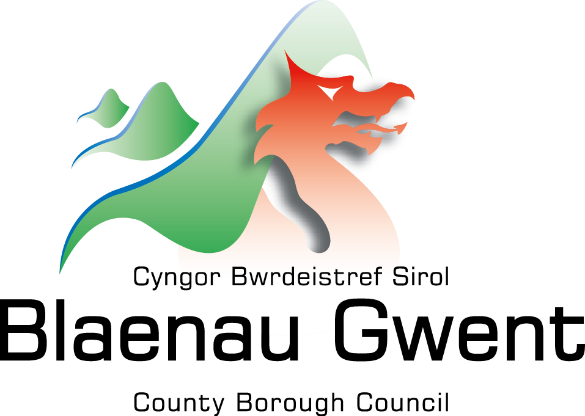 Cyngor Bwrdeistref Sirol
Blaenau Gwent
County Borough Council